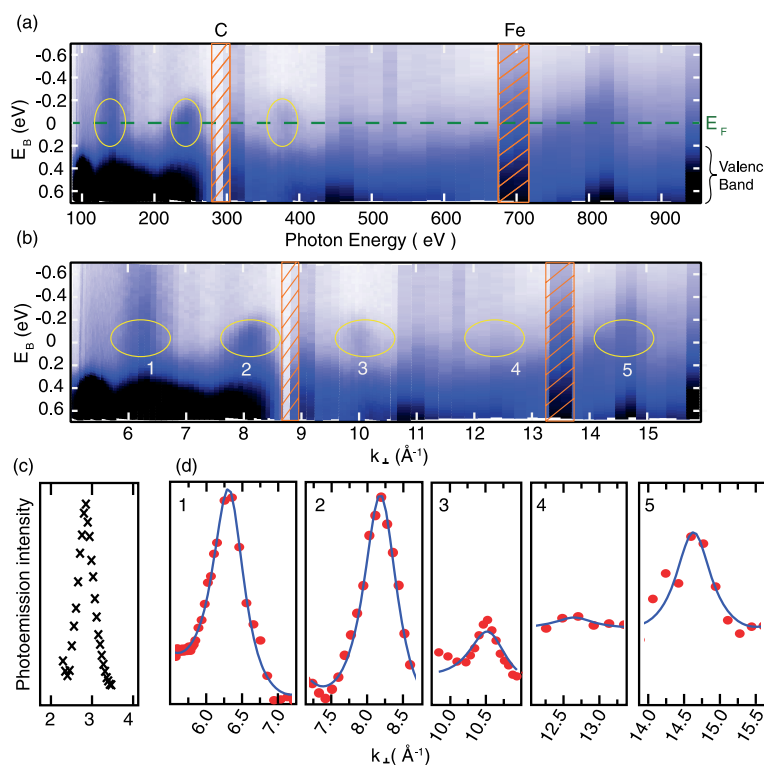 (a)
C
Fe
E_B (eV)
-0.6
-0.4
-0.2
0
0.2
0.4
0.6
E_F
Valenc
Band
100 200 300 400 500 600 700 800 900
Photon Energy ( eV)
(b)
E_B (eV)
-0.6
-0.4
-0.2
0
0.2
0.4
0.6
1 2 3 4 5
6 7 8 9 10 11 12 13 14 15
k⊥ (Å⁻¹)
(c)
Photoemission intensity
2 3 4
(d)
1
6.0 6.5 7.0
2
7.5 8.0 8.5
3
10.0 10.5
4
12.5 13.0
5
14.0 14.5 15.0 15.5
k⊥( Å⁻¹)